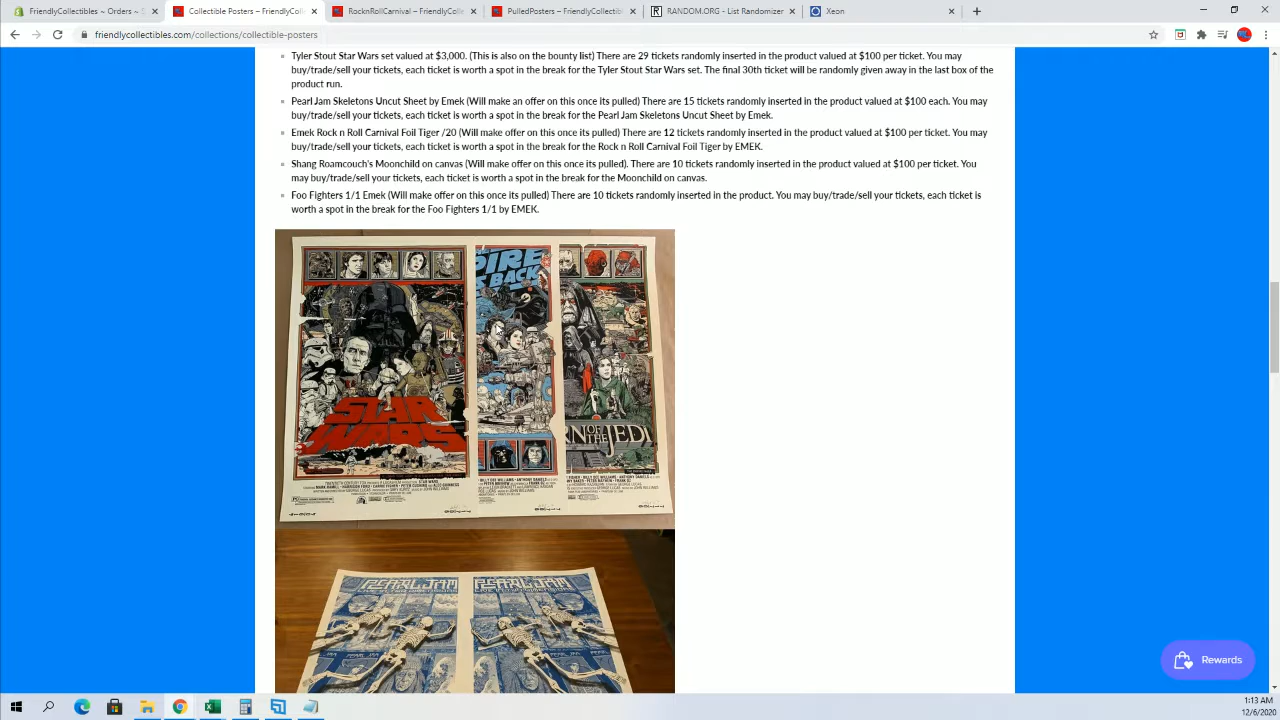 FriendlyCollectibles ~ Orders ~ S
Collectible Posters – FriendlyColl
RocknRollCarnival – FriendlyColle
PulledPosters – FriendlyCollectibl
RANDOM.ORG - List Randomizer
Xeon
friendlycollectibles.com/collections/collectible-posters
Tyler Stout Star Wars set valued at $3,000. (This is also on the bounty list) There are 29 tickets randomly inserted in the product valued at $100 per ticket. You may
buy/trade/sell your tickets, each ticket is worth a spot in the break for the Tyler Stout Star Wars set. The final 30th ticket will be randomly given away in the last box of the
product run.
Pearl Jam Skeletons Uncut Sheet by Emek (Will make an offer on this once its pulled) There are 15 tickets randomly inserted in the product valued at $100 each. You may
buy/trade/sell your tickets, each ticket is worth a spot in the break for the Pearl Jam Skeletons Uncut Sheet by Emek.
Emek Rock n Roll Carnival Foil Tiger /20 (Will make offer on this once its pulled) There are 12 tickets randomly inserted in the product valued at $100 per ticket. You may
buy/trade/sell your tickets, each ticket is worth a spot in the break for the Rock n Roll Carnival Foil Tiger by EMEK.
Shang Roamcouch's Moonchild on canvas (Will make offer on this once its pulled). There are 10 tickets randomly inserted in the product valued at $100 per ticket. You
may buy/trade/sell your tickets, each ticket is worth a spot in the break for the Moonchild on canvas.
Foo Fighters 1/1 Emek (Will make offer on this once its pulled) There are 10 tickets randomly inserted in the product. You may buy/trade/sell your tickets, each ticket is
worth a spot in the break for the Foo Fighters 1/1 by EMEK.
PIRE
S BACK
STAR
WARS
RN OF THE JEDI
PEARL JAM
PEARL JAM
Rewards
1:13 AM
12/6/2020